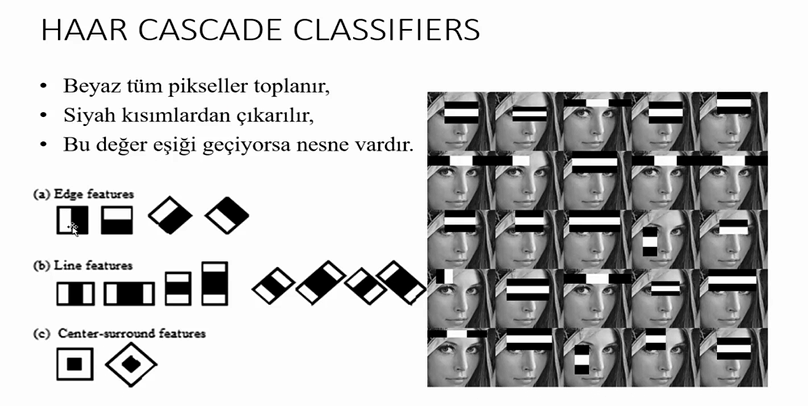 HAAR CASCADE CLASSIFIERS
• Beyaz tüm pikseller toplanır,
• Siyah kısımlardan çıkarılır,
• Bu değer eşiği geçiyorsa nesne vardır.
(a) Edge features
(b) Line features
(c) Center-surround features